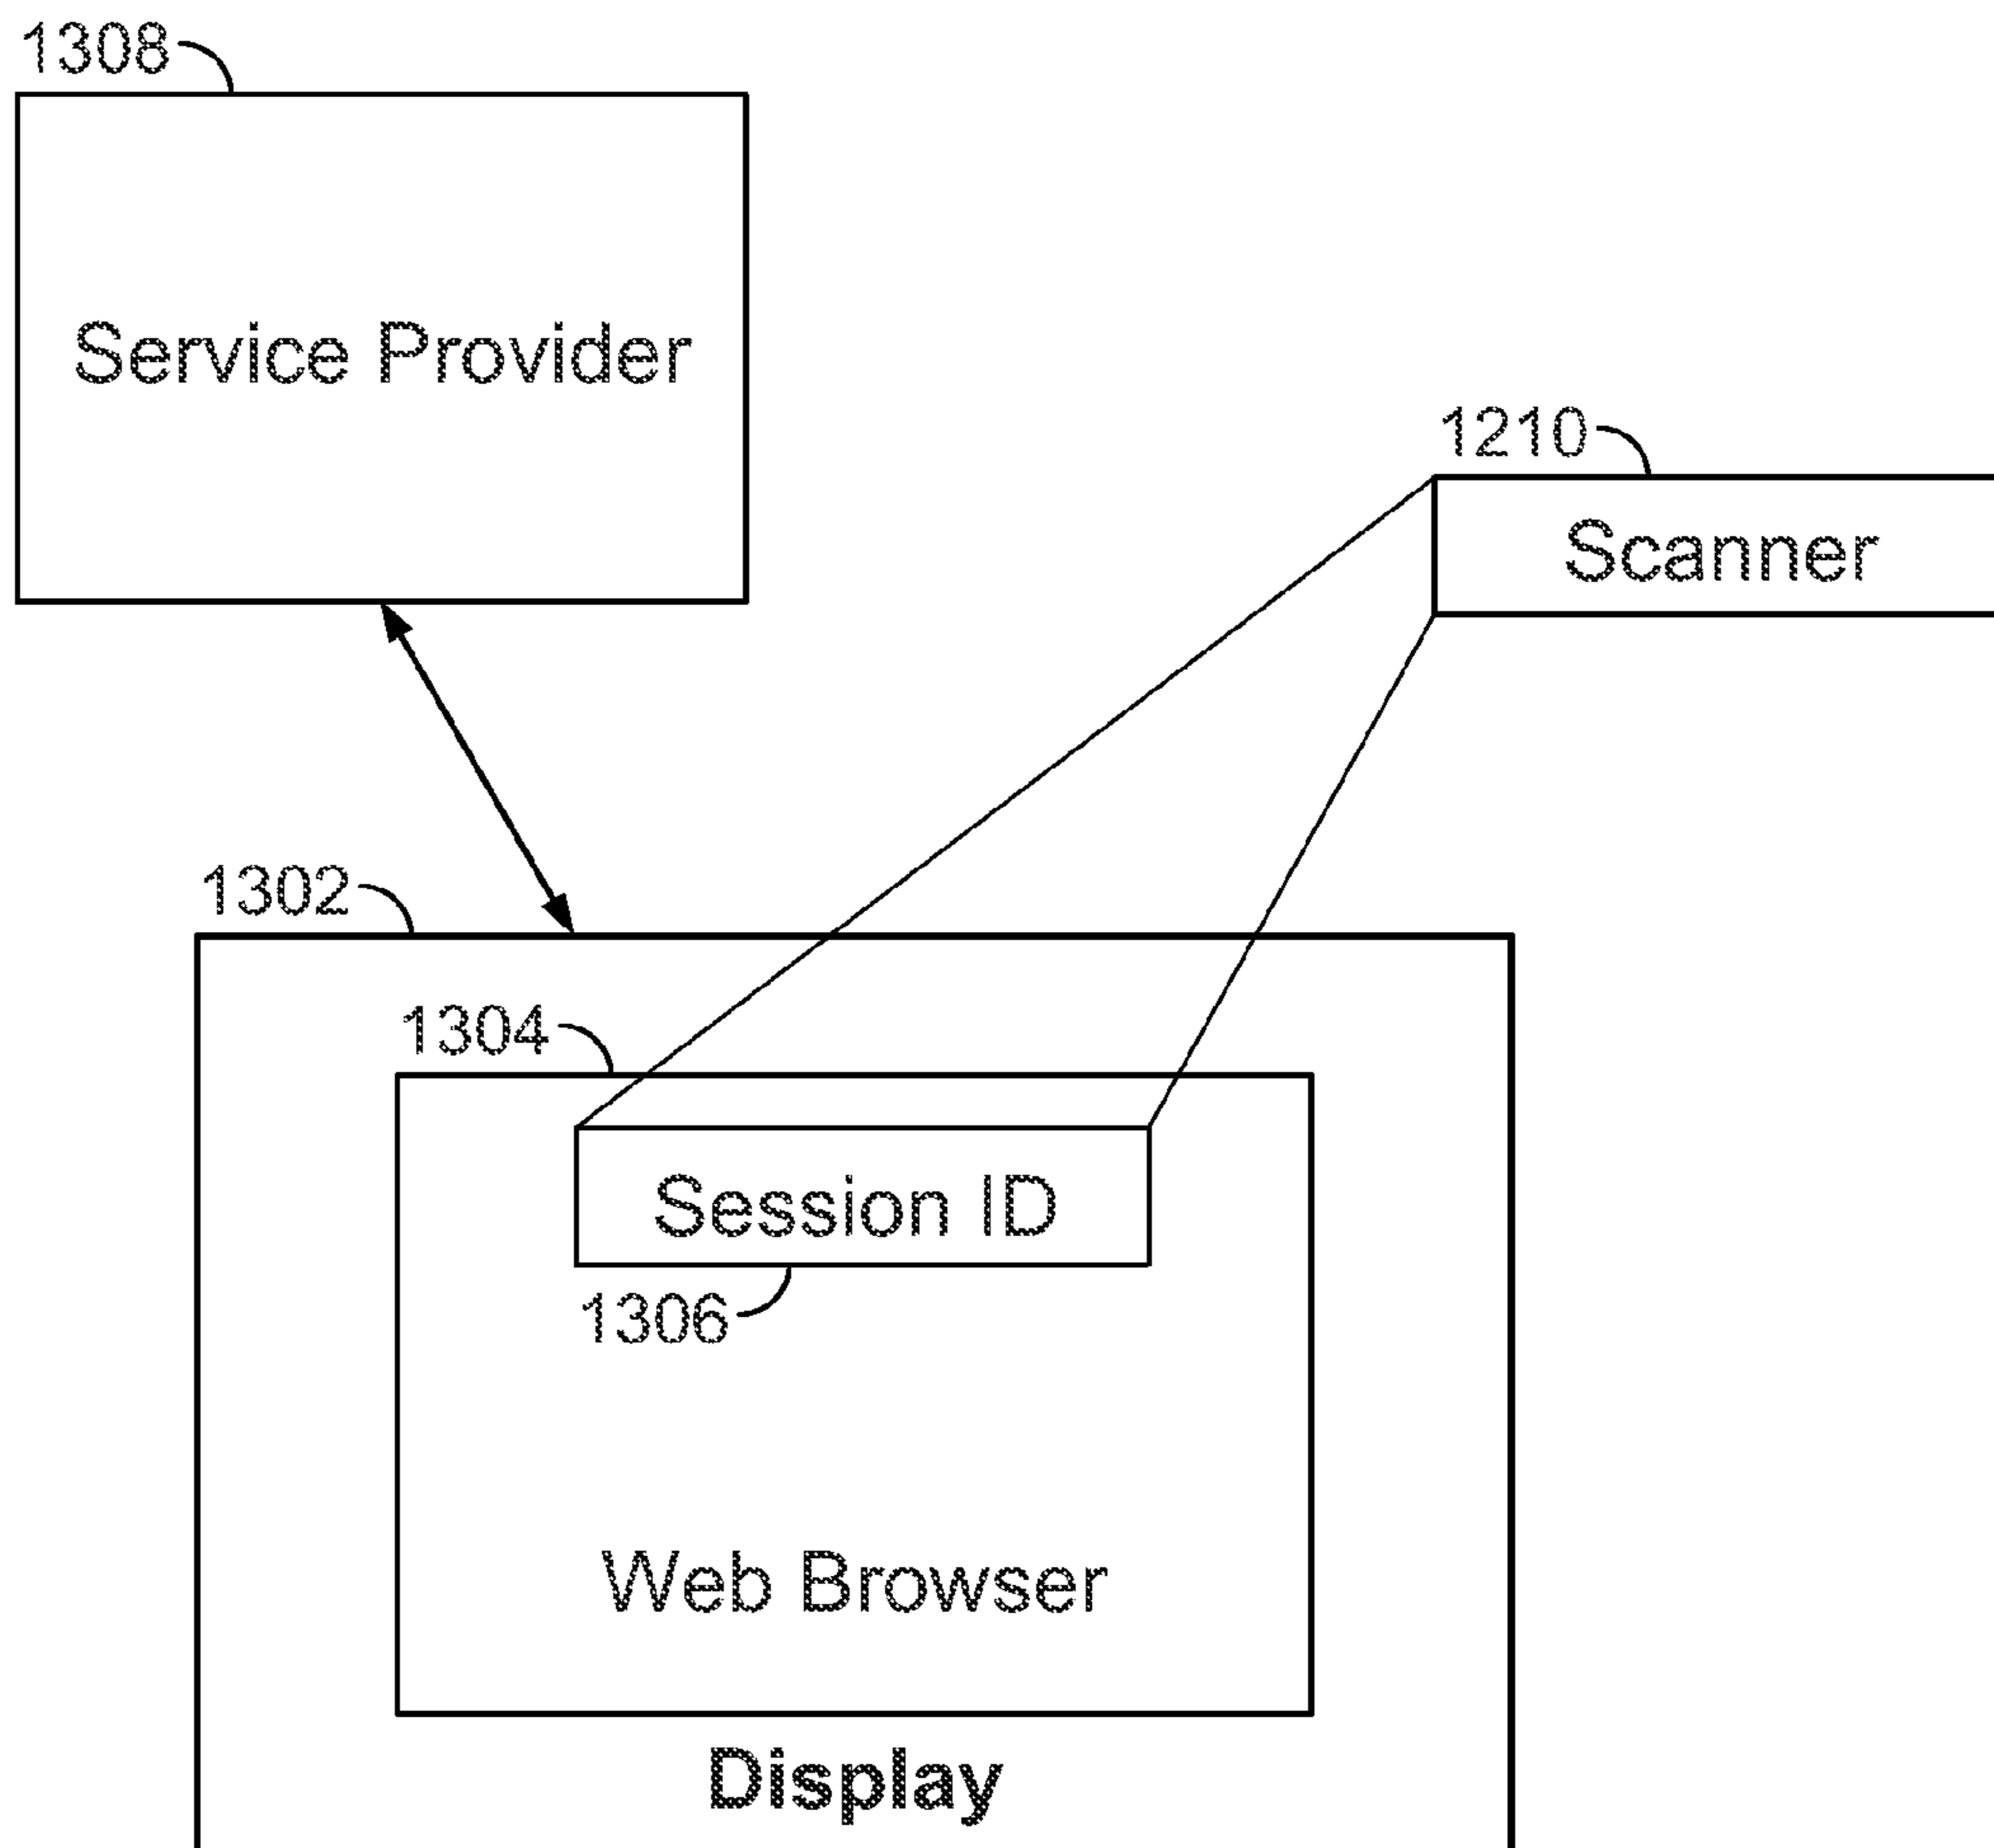 1308
Service Provider
1210
Scanner
1302
1304
Session ID
1306
Web Browser
Display